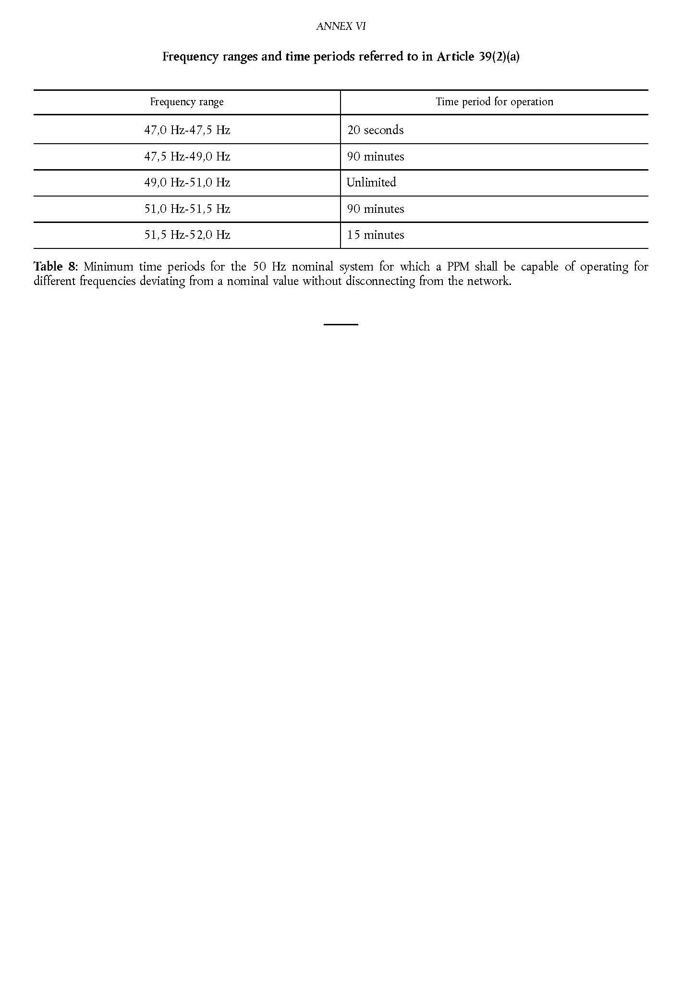 ANNEX VI
Frequency ranges and time periods referred to in Article 39(2)(a)
Frequency range Time period for operation
47,0 Hz-47,5 Hz 20 seconds
47,5 Hz-49,0 Hz 90 minutes
49,0 Hz-51,0 Hz Unlimited
51,0 Hz-51,5 Hz 90 minutes
51,5 Hz-52,0 Hz 15 minutes
Table 8: Minimum time periods for the 50 Hz nominal system for which a PPM shall be capable of operating for
different frequencies deviating from a nominal value without disconnecting from the network.